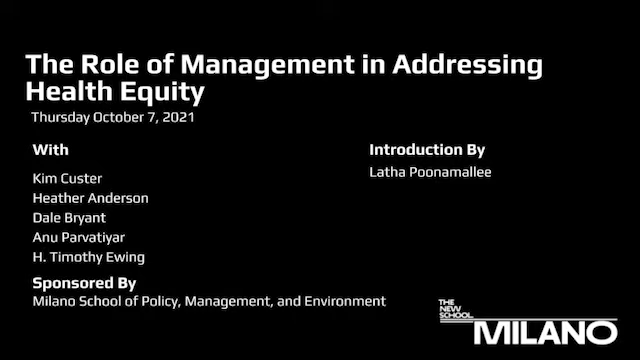 The Role of Management in Addressing
Health Equity
Thursday October 7, 2021
With
Kim Custer
Heather Anderson
Dale Bryant
Anu Parvatiyar
H. Timothy Ewing
Introduction By
Latha Poonamallee
Sponsored By
Milano School of Policy, Management, and Environment
THE
NEW
SCHOOL
MILANO